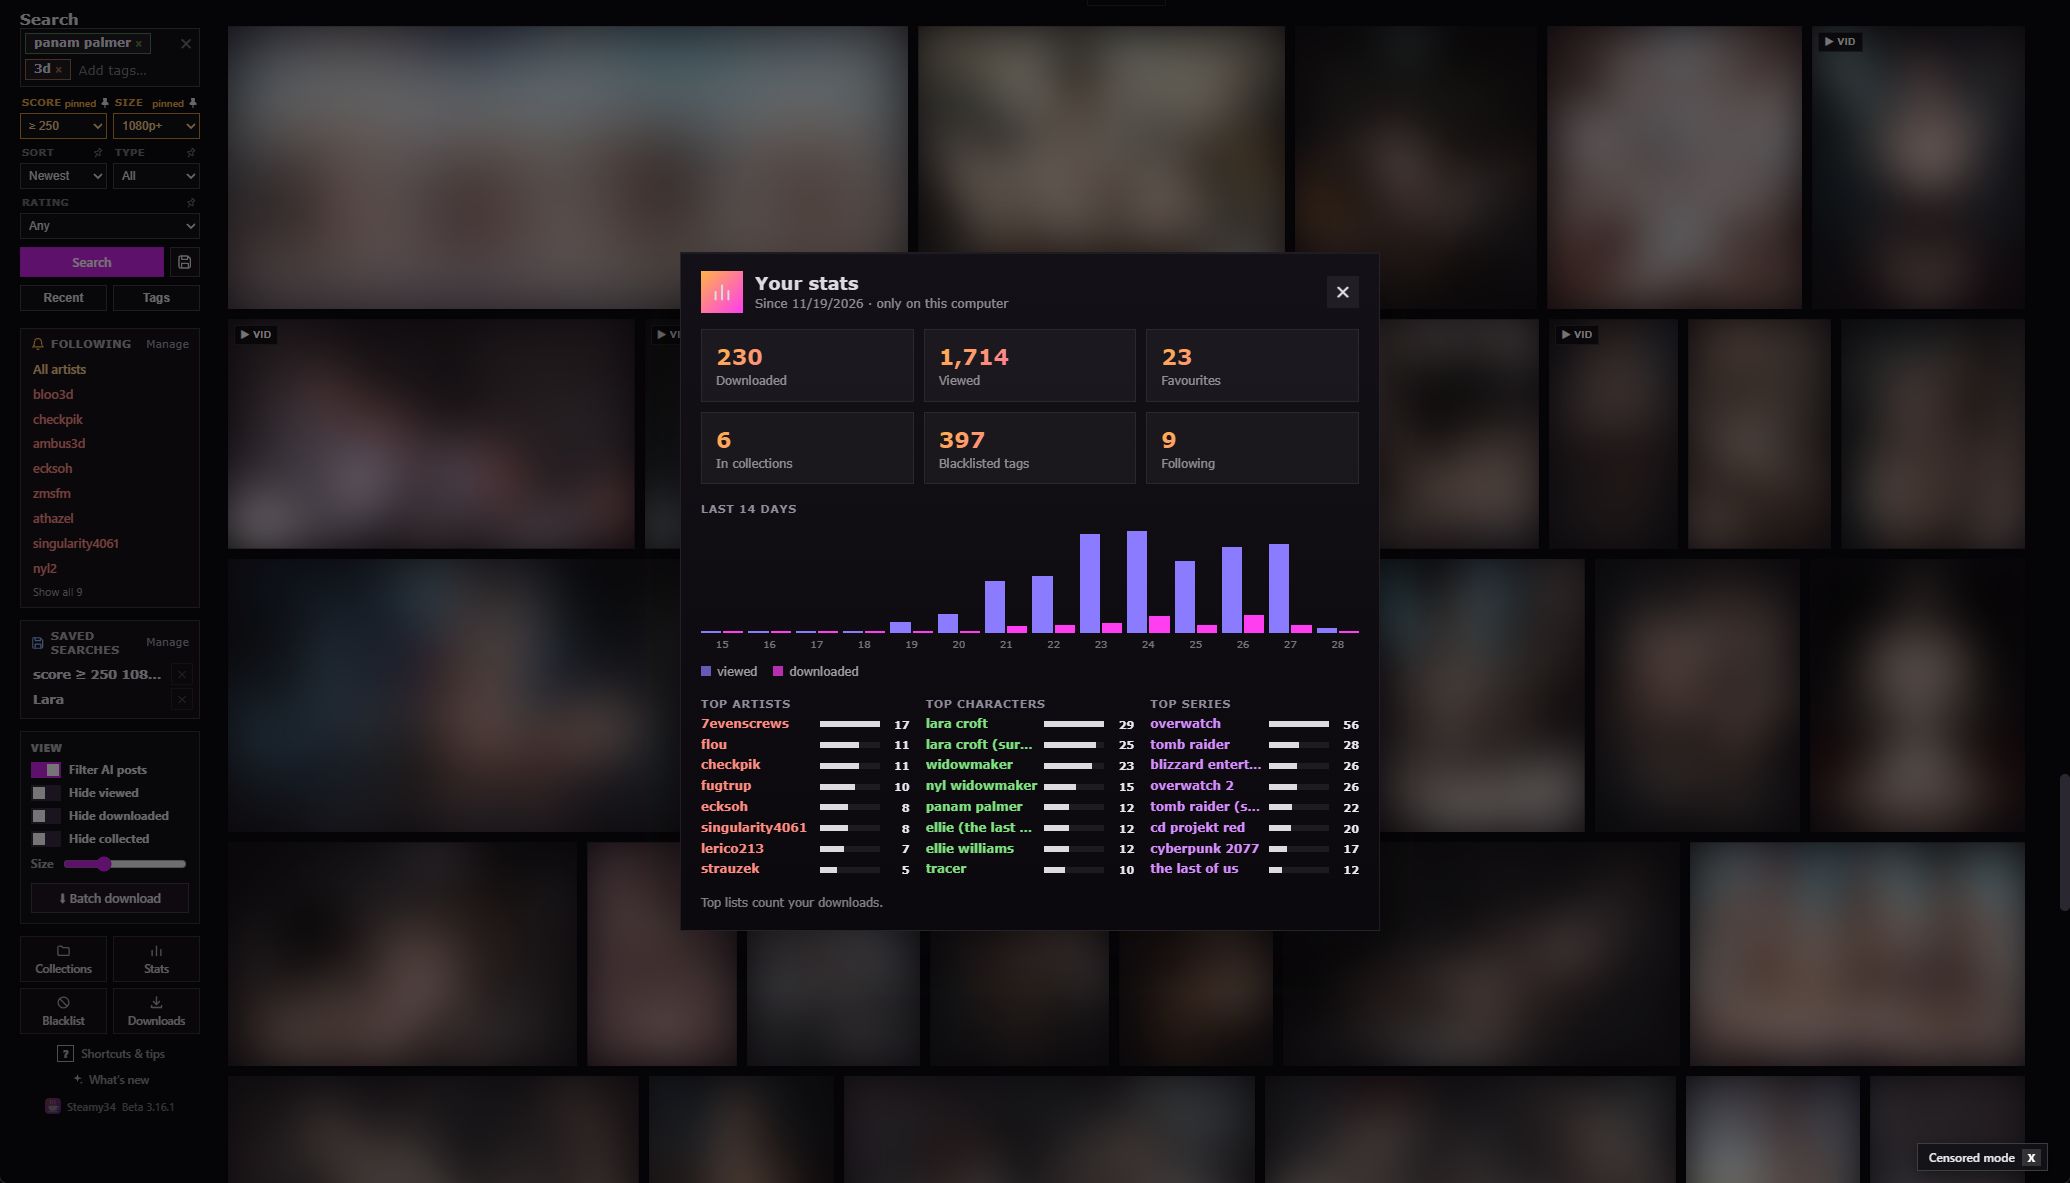 Search
panam palmer x
3d x Add tags...
SCORE pinned SIZE pinned
≥ 250 1080p+
SORT TYPE
Newest All
RATING
Any
Search
Recent Tags
FOLLOWING Manage
All artists
bloo3d
checkpik
ambus3d
ecksoh
zmsfm
athazel
singularity4061
nyl2
Show all 9
SAVED SEARCHES Manage
score ≥ 250 108...
Lara
VIEW
Filter AI posts
Hide viewed
Hide downloaded
Hide collected
Size
Batch download
Collections Stats
Blacklist Downloads
? Shortcuts & tips
What's new
Steamy34 Beta 3.16.1
VID
VID
VI
VID
Your stats
Since 11/19/2026 · only on this computer
230 1,714 23
Downloaded Viewed Favourites
6 397 9
In collections Blacklisted tags Following
LAST 14 DAYS
15 16 17 18 19 20 21 22 23 24 25 26 27 28
viewed downloaded
TOP ARTISTS TOP CHARACTERS TOP SERIES
7evenscrews 17 lara croft 29 overwatch 56
flou 11 lara croft (sur... 25 tomb raider 28
checkpik 11 widowmaker 23 blizzard entert... 26
fugtrup 10 nyl widowmaker 15 overwatch 2 26
ecksoh 8 panam palmer 12 tomb raider (s... 22
singularity4061 8 ellie (the last ... 12 cd projekt red 20
lerico213 7 ellie williams 12 cyberpunk 2077 17
strauzek 5 tracer 10 the last of us 12
Top lists count your downloads.
Censored mode X